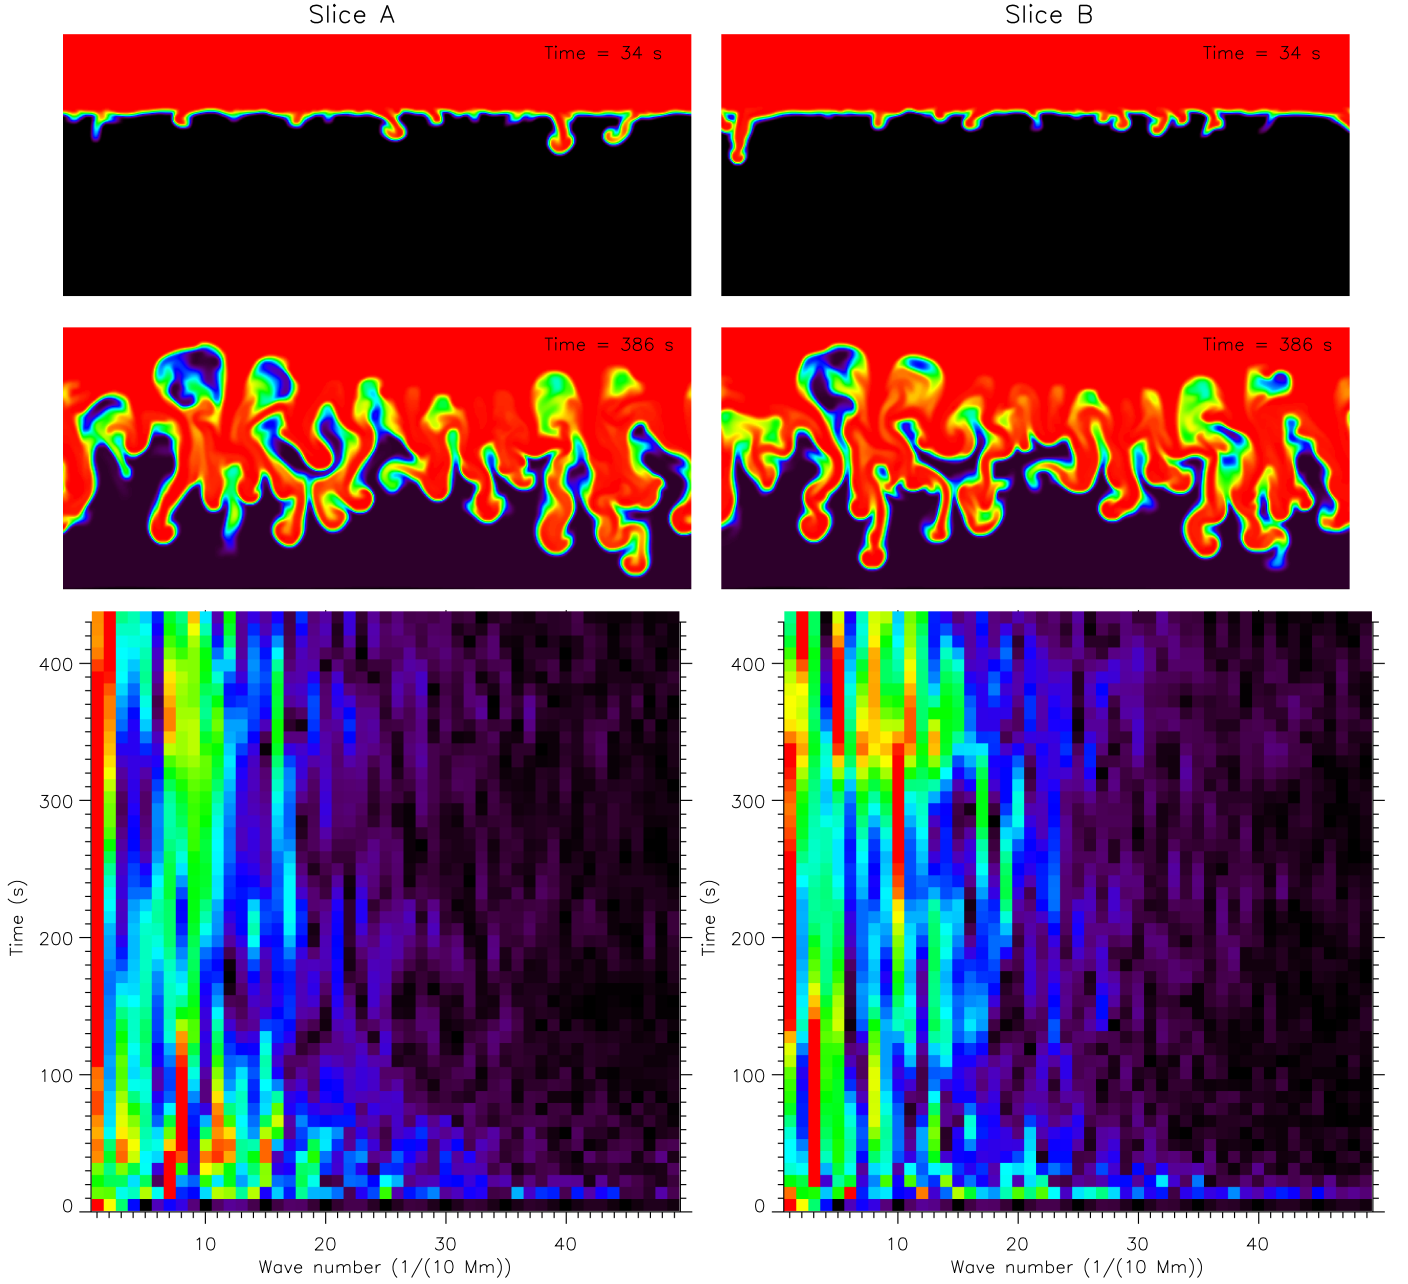 Slice A
Slice B
Time = 34 s
Time = 34 s
Time = 386 s
Time = 386 s
400
300
200
100
0
Time (s)
10 20 30 40
Wave number (1/(10 Mm))
400
300
200
100
0
Time (s)
10 20 30 40
Wave number (1/(10 Mm))